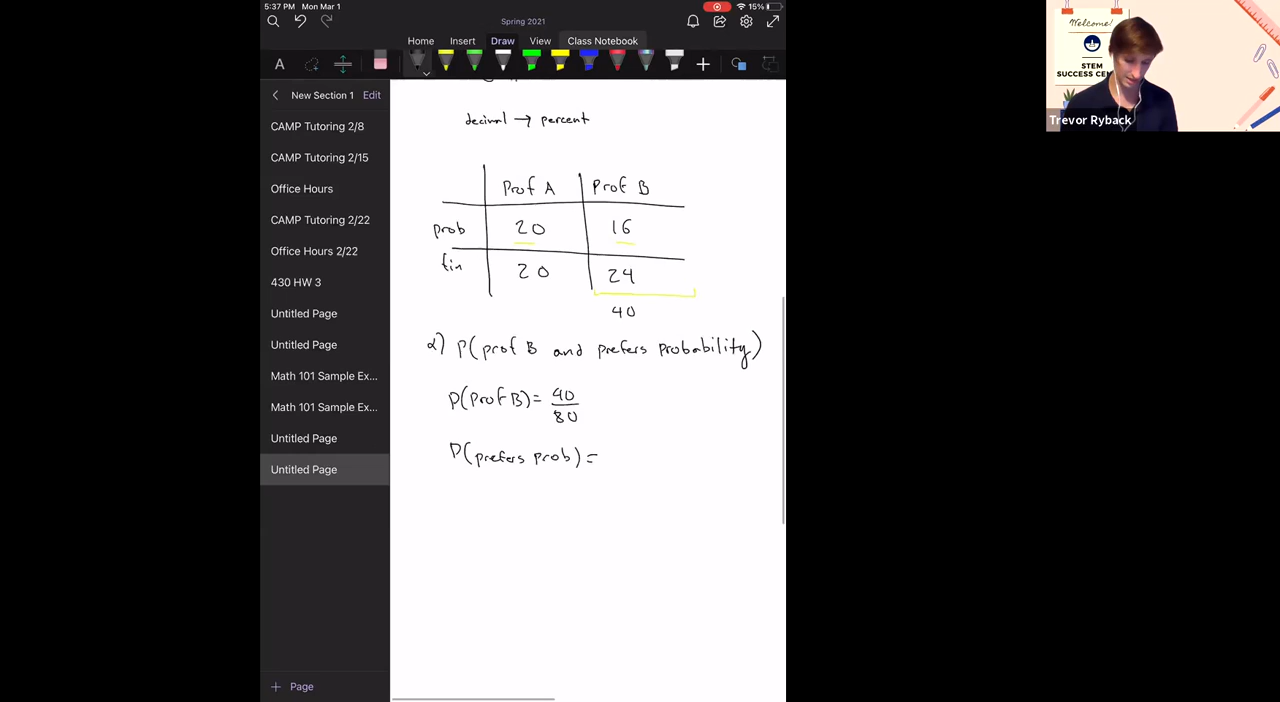 5:37 PM Mon Mar 1
15%
Spring 2021
Home Insert Draw View Class Notebook
A
New Section 1 Edit
CAMP Tutoring 2/8
CAMP Tutoring 2/15
Office Hours
CAMP Tutoring 2/22
Office Hours 2/22
430 HW 3
Untitled Page
Untitled Page
Math 101 Sample Ex...
Math 101 Sample Ex...
Untitled Page
Untitled Page
+ Page
decimal → percent
Prof A Prof B
prob 20 16
fin 20 24
40
2) P(prof B and prefers probability)
P(Prof B) = 40/80
P(prefers prob) =
Welcome!
STEM
SUCCESS CE
Trevor Ryback